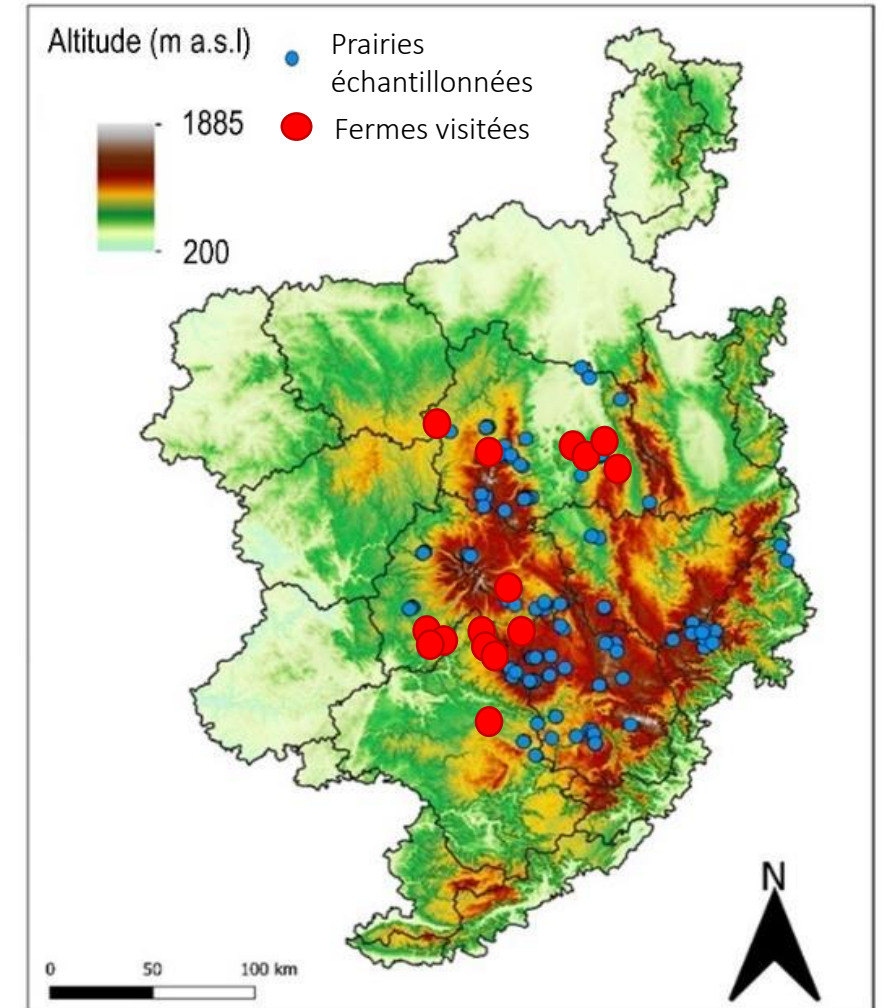 Altitude (m a.s.l)
Prairies
échantillonnées
Fermes visitées
1885
200
N
0 50 100 km